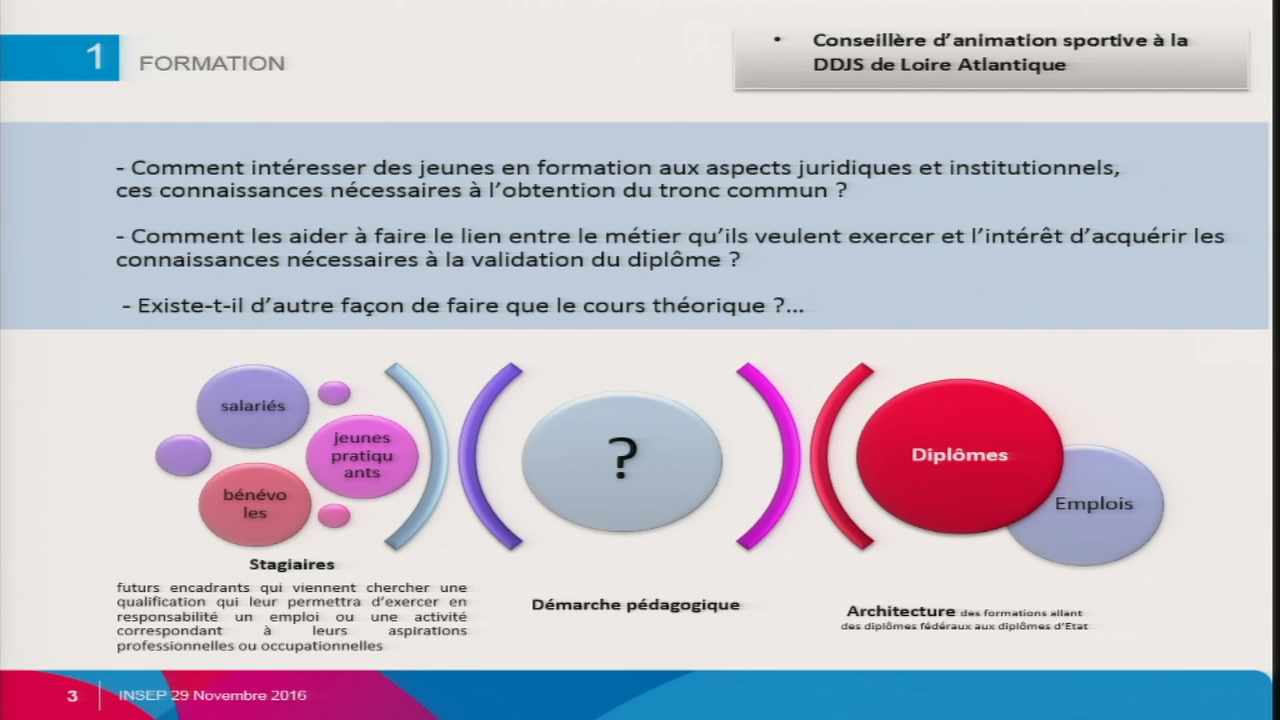 1
FORMATION
• Conseillère d’animation sportive à la
DDJS de Loire Atlantique
- Comment intéresser des jeunes en formation aux aspects juridiques et institutionnels,
ces connaissances nécessaires à l’obtention du tronc commun ?
- Comment les aider à faire le lien entre le métier qu’ils veulent exercer et l’intérêt d’acquérir les
connaissances nécessaires à la validation du diplôme ?
- Existe-t-il d’autre façon de faire que le cours théorique ?...
salariés
jeunes
pratiqu
ants
bénévo
les
?
Diplômes
Emplois
Stagiaires
futurs encadrants qui viennent chercher une
qualification qui leur permettra d’exercer en
responsabilité un emploi ou une activité
correspondant à leurs aspirations
professionnelles ou occupationnelles
Démarche pédagogique
Architecture des formations allant
des diplômes fédéraux aux diplômes d’Etat
3
INSEP 29 Novembre 2016